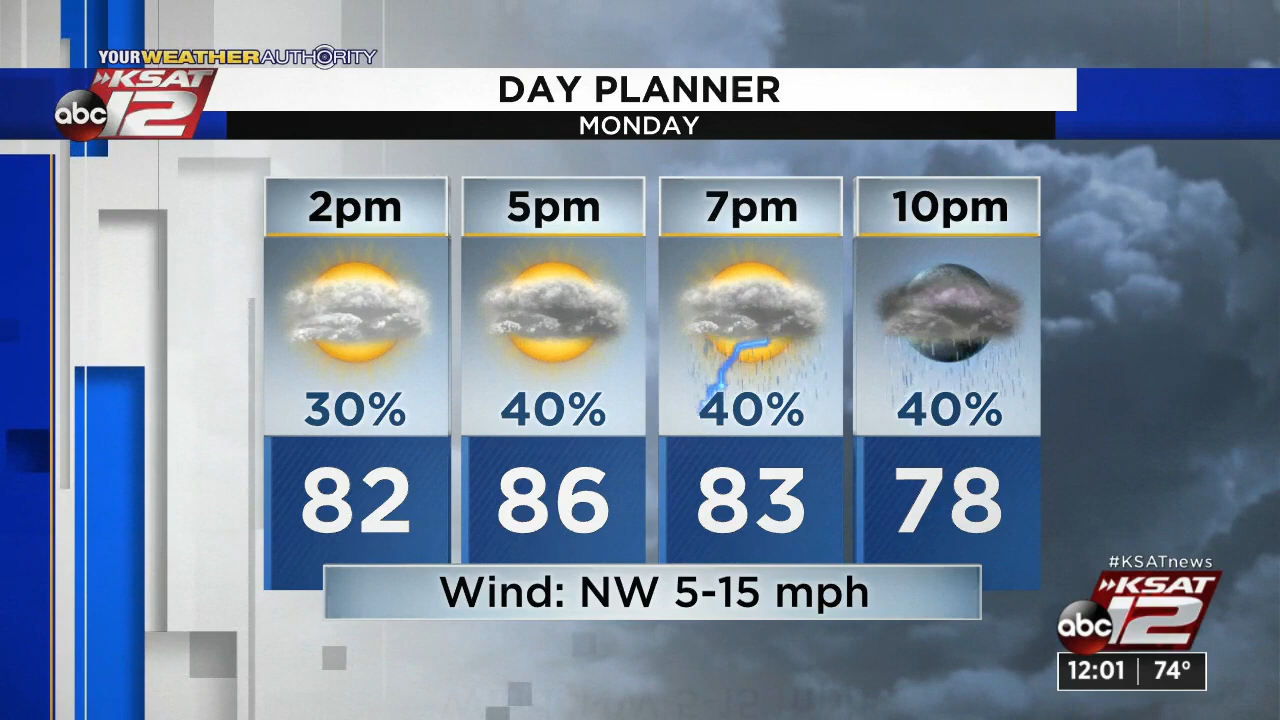 YOURWEATHERAUTHORITY
KSAT
abc 12
DAY PLANNER
MONDAY
2pm 5pm 7pm 10pm
30% 40% 40% 40%
82 86 83 78
Wind: NW 5-15 mph
#KSATnews
KSAT
abc 12
12:01 74°